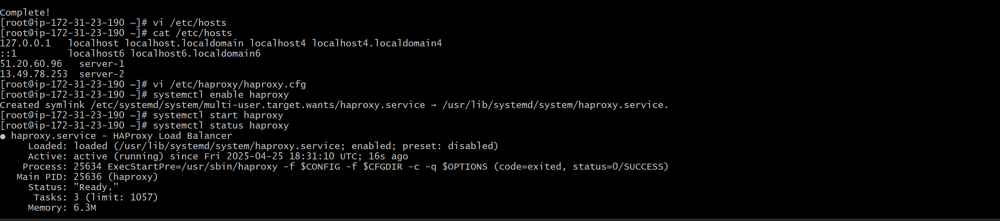 Complete!
[root@ip-172-31-23-190 ~]# vi /etc/hosts
[root@ip-172-31-23-190 ~]# cat /etc/hosts
127.0.0.1   localhost localhost.localdomain localhost4 localhost4.localdomain4
::1         localhost6 localhost6.localdomain6
51.20.60.96   server-1
13.49.78.253  server-2
[root@ip-172-31-23-190 ~]# vi /etc/haproxy/haproxy.cfg
[root@ip-172-31-23-190 ~]# systemctl enable haproxy
Created symlink /etc/systemd/system/multi-user.target.wants/haproxy.service → /usr/lib/systemd/system/haproxy.service.
[root@ip-172-31-23-190 ~]# systemctl start haproxy
[root@ip-172-31-23-190 ~]# systemctl status haproxy
● haproxy.service - HAProxy Load Balancer
     Loaded: loaded (/usr/lib/systemd/system/haproxy.service; enabled; preset: disabled)
     Active: active (running) since Fri 2025-04-25 18:31:10 UTC; 16s ago
    Process: 25634 ExecStartPre=/usr/sbin/haproxy -f $CONFIG -f $CFGDIR -c -q $OPTIONS (code=exited, status=0/SUCCESS)
   Main PID: 25636 (haproxy)
     Status: "Ready."
      Tasks: 3 (limit: 1057)
     Memory: 6.3M